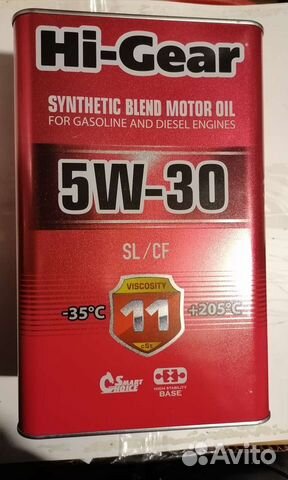 Hi-Gear
SYNTHETIC BLEND MOTOR OIL
FOR GASOLINE AND DIESEL ENGINES
5W-30
SL/CF
VISCOSITY
-35°C 11 +205°C
cSt
SMART CHOICE
HIGH STABILITY
BASE
Avito